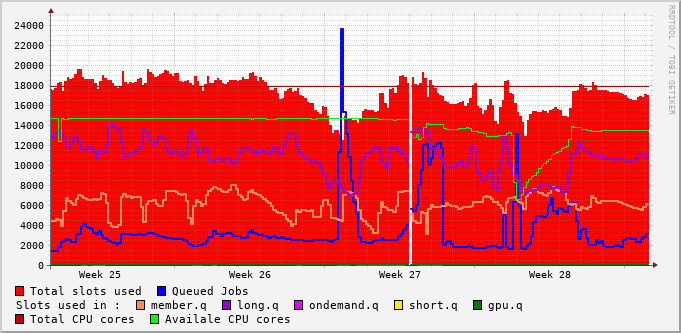 24000
22000
20000
18000
16000
14000
12000
10000
8000
6000
4000
2000
0
Week 25 Week 26 Week 27 Week 28
Total slots used Queued Jobs
Slots used in : member.q long.q ondemand.q short.q gpu.q
Total CPU cores Availale CPU cores
RRDTOOL / TOBI OETIKER